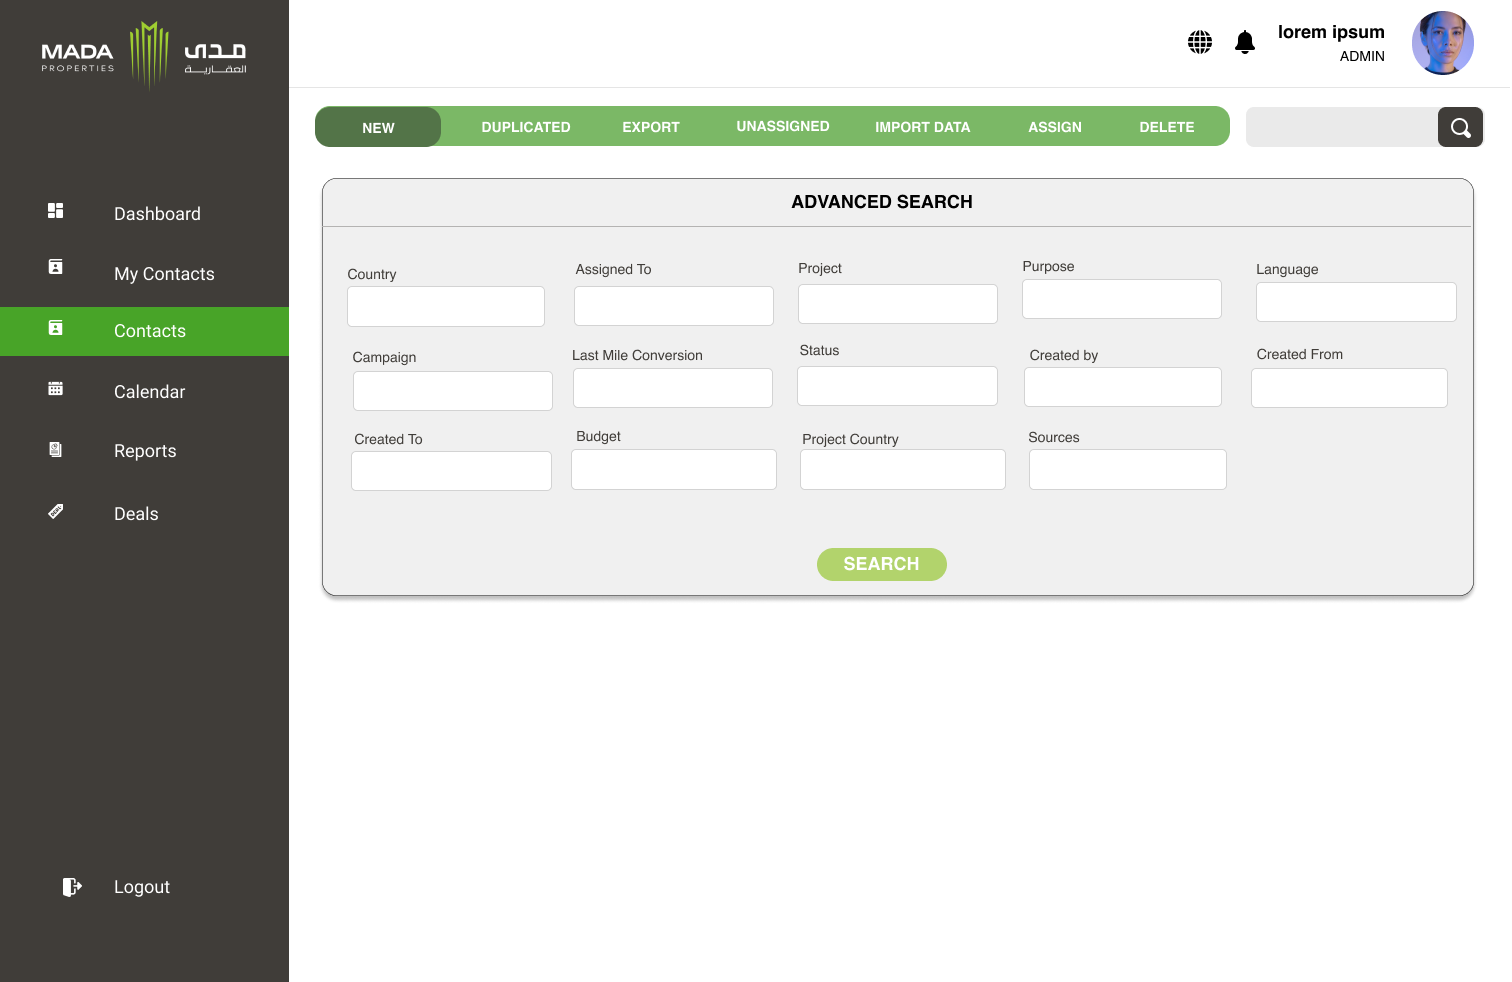 MADA
PROPERTIES
مدى
العقارية
lorem ipsum
ADMIN
NEW
DUPLICATED
EXPORT
UNASSIGNED
IMPORT DATA
ASSIGN
DELETE
Dashboard
My Contacts
Contacts
Calendar
Reports
Deals
Logout
ADVANCED SEARCH
Country
Assigned To
Project
Purpose
Language
Campaign
Last Mile Conversion
Status
Created by
Created From
Created To
Budget
Project Country
Sources
SEARCH